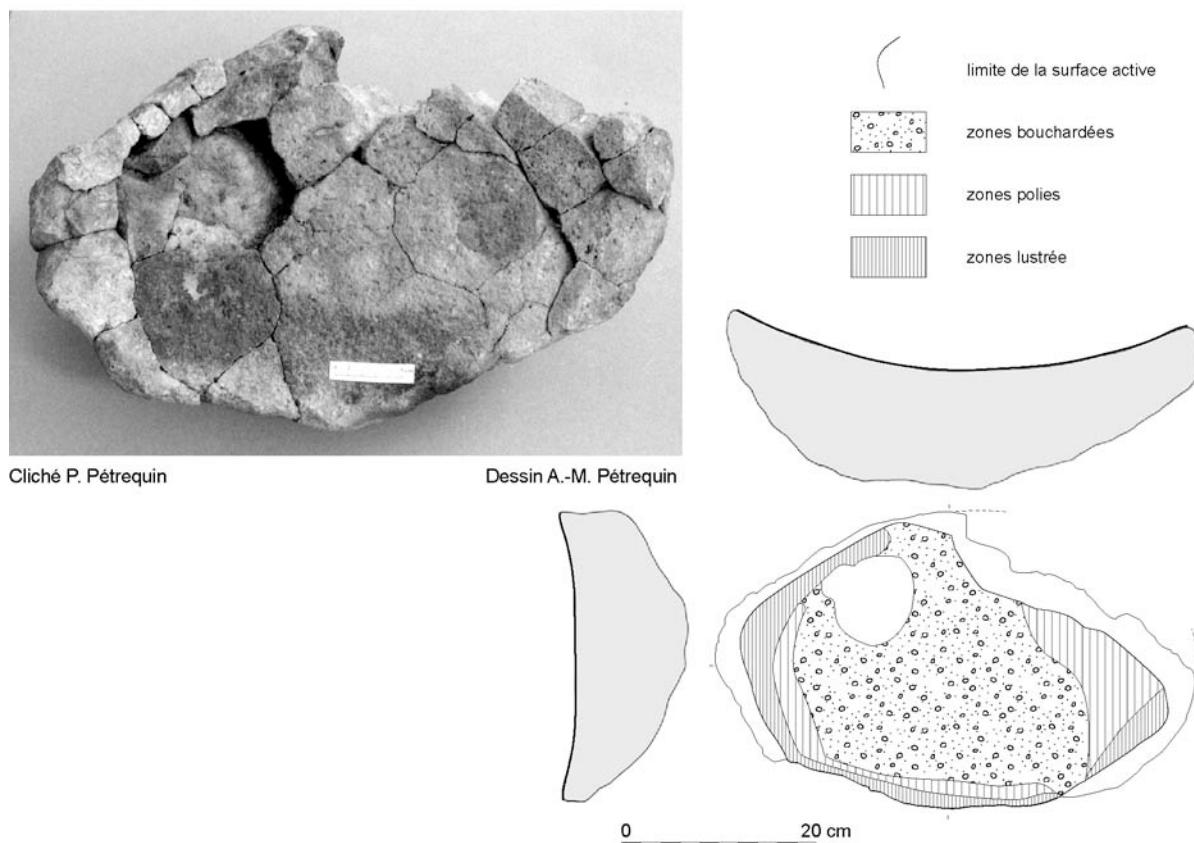 limite de la surface active
zones bouchardées
zones polies
zones lustrée
Cliché P. Pétrequin
Dessin A.-M. Pétrequin
0 20 cm